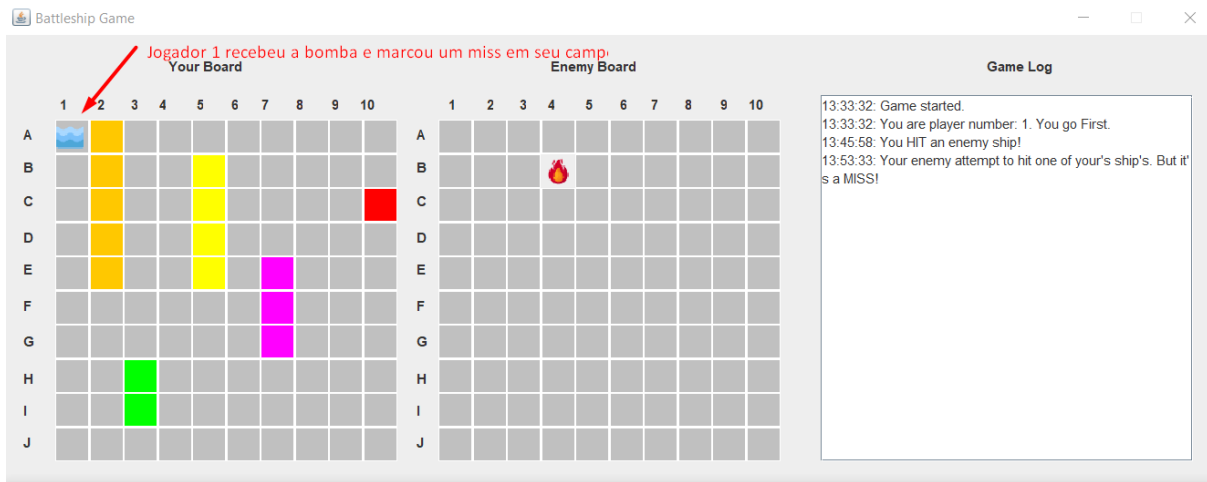 Battleship Game
Jogador 1 recebeu a bomba e marcou um miss em seu camp
Your Board
Enemy Board
Game Log
1 2 3 4 5 6 7 8 9 10
1 2 3 4 5 6 7 8 9 10
A
B
C
D
E
F
G
H
I
J
A
B
C
D
E
F
G
H
I
J
13:33:32: Game started.
13:33:32: You are player number: 1. You go First.
13:45:58: You HIT an enemy ship!
13:53:33: Your enemy attempt to hit one of your's ship's. But it'
s a MISS!